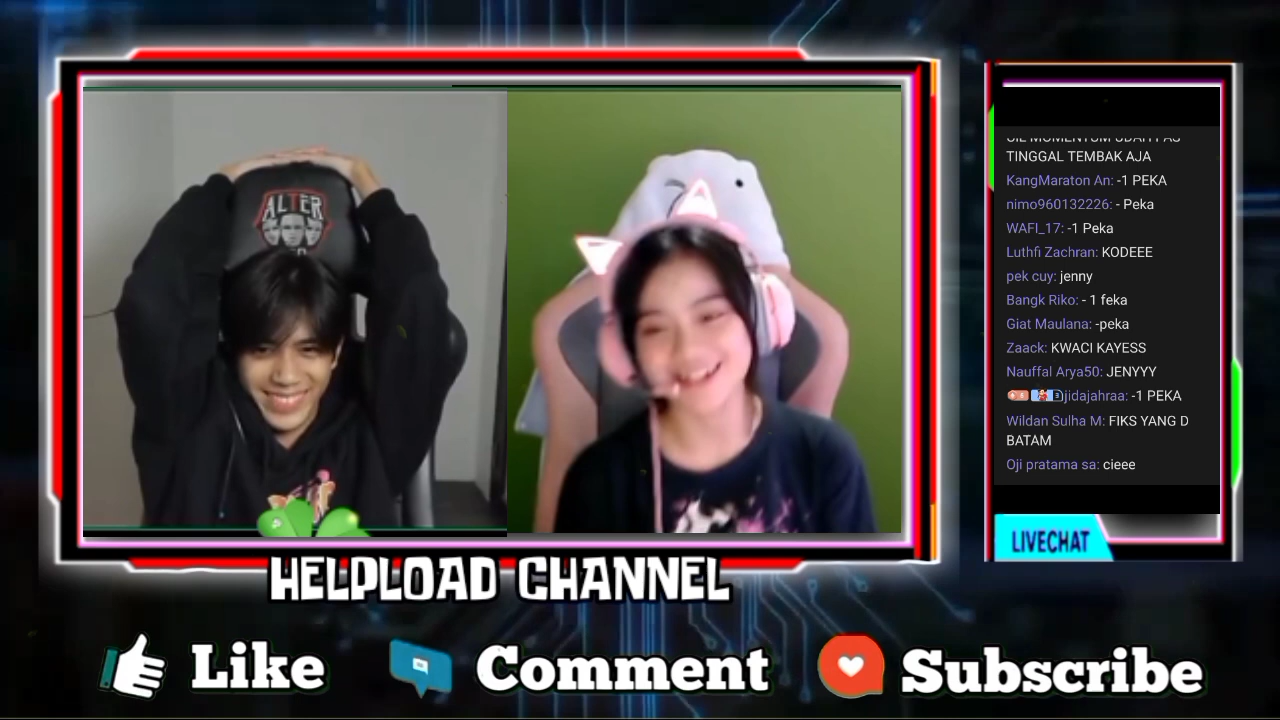 ALTER
TINGGAL TEMBAK AJA
KangMaraton An: -1 PEKA
nimo960132226: - Peka
WAFI_17: -1 Peka
Luthfi Zachran: KODEEE
pek cuy: jenny
Bangk Riko: - 1 feka
Giat Maulana: -peka
Zaack: KWACI KAYESS
Nauffal Arya50: JENYYY
jidajahraa: -1 PEKA
Wildan Sulha M: FIKS YANG D
BATAM
Oji pratama sa: cieee
LIVECHAT
HELPLOAD CHANNEL
Like
Comment
Subscribe